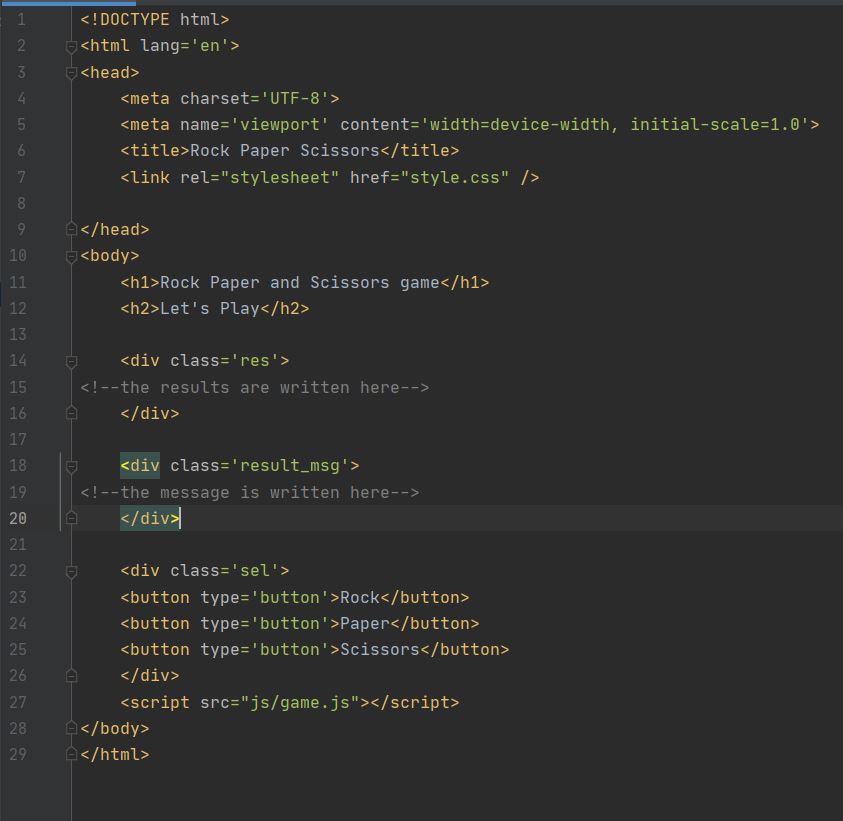 1 <!DOCTYPE html>
2 <html lang='en'>
3 <head>
4     <meta charset='UTF-8'>
5     <meta name='viewport' content='width=device-width, initial-scale=1.0'>
6     <title>Rock Paper Scissors</title>
7     <link rel="stylesheet" href="style.css" />
8
9 </head>
10 <body>
11     <h1>Rock Paper and Scissors game</h1>
12     <h2>Let's Play</h2>
13
14     <div class='res'>
15 <!--the results are written here-->
16     </div>
17
18     <div class='result_msg'>
19 <!--the message is written here-->
20     </div>
21
22     <div class='sel'>
23     <button type='button'>Rock</button>
24     <button type='button'>Paper</button>
25     <button type='button'>Scissors</button>
26     </div>
27     <script src="js/game.js"></script>
28 </body>
29 </html>